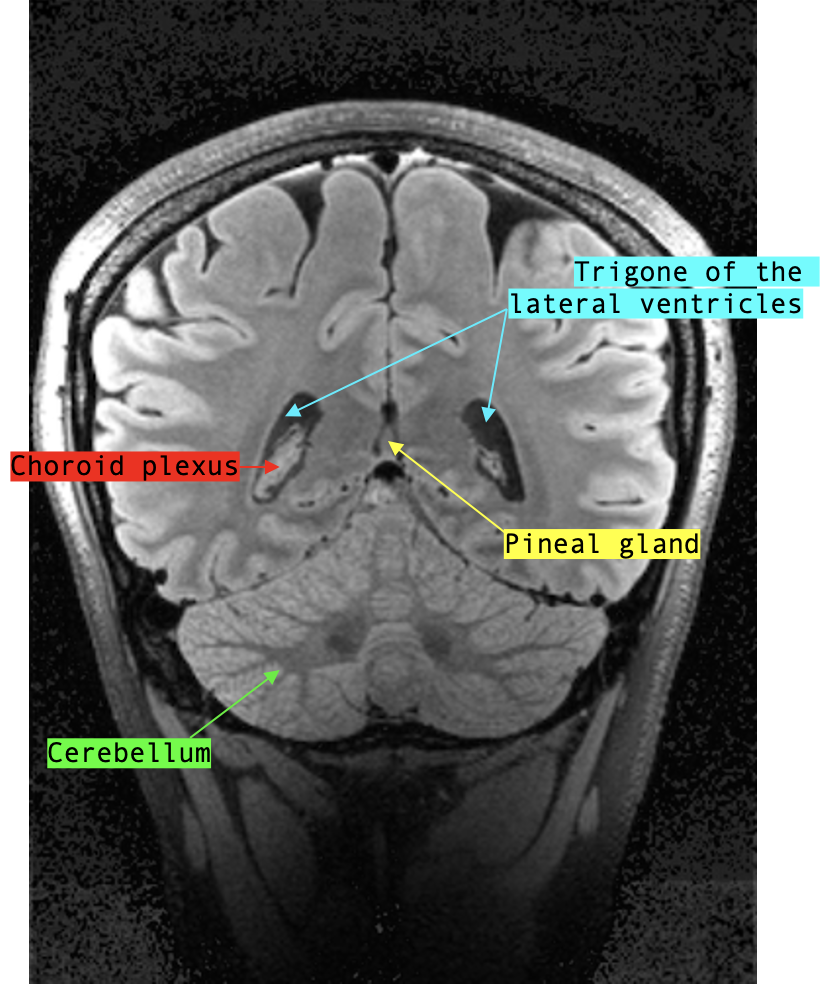 Trigone of the
lateral ventricles
Choroid plexus
Pineal gland
Cerebellum